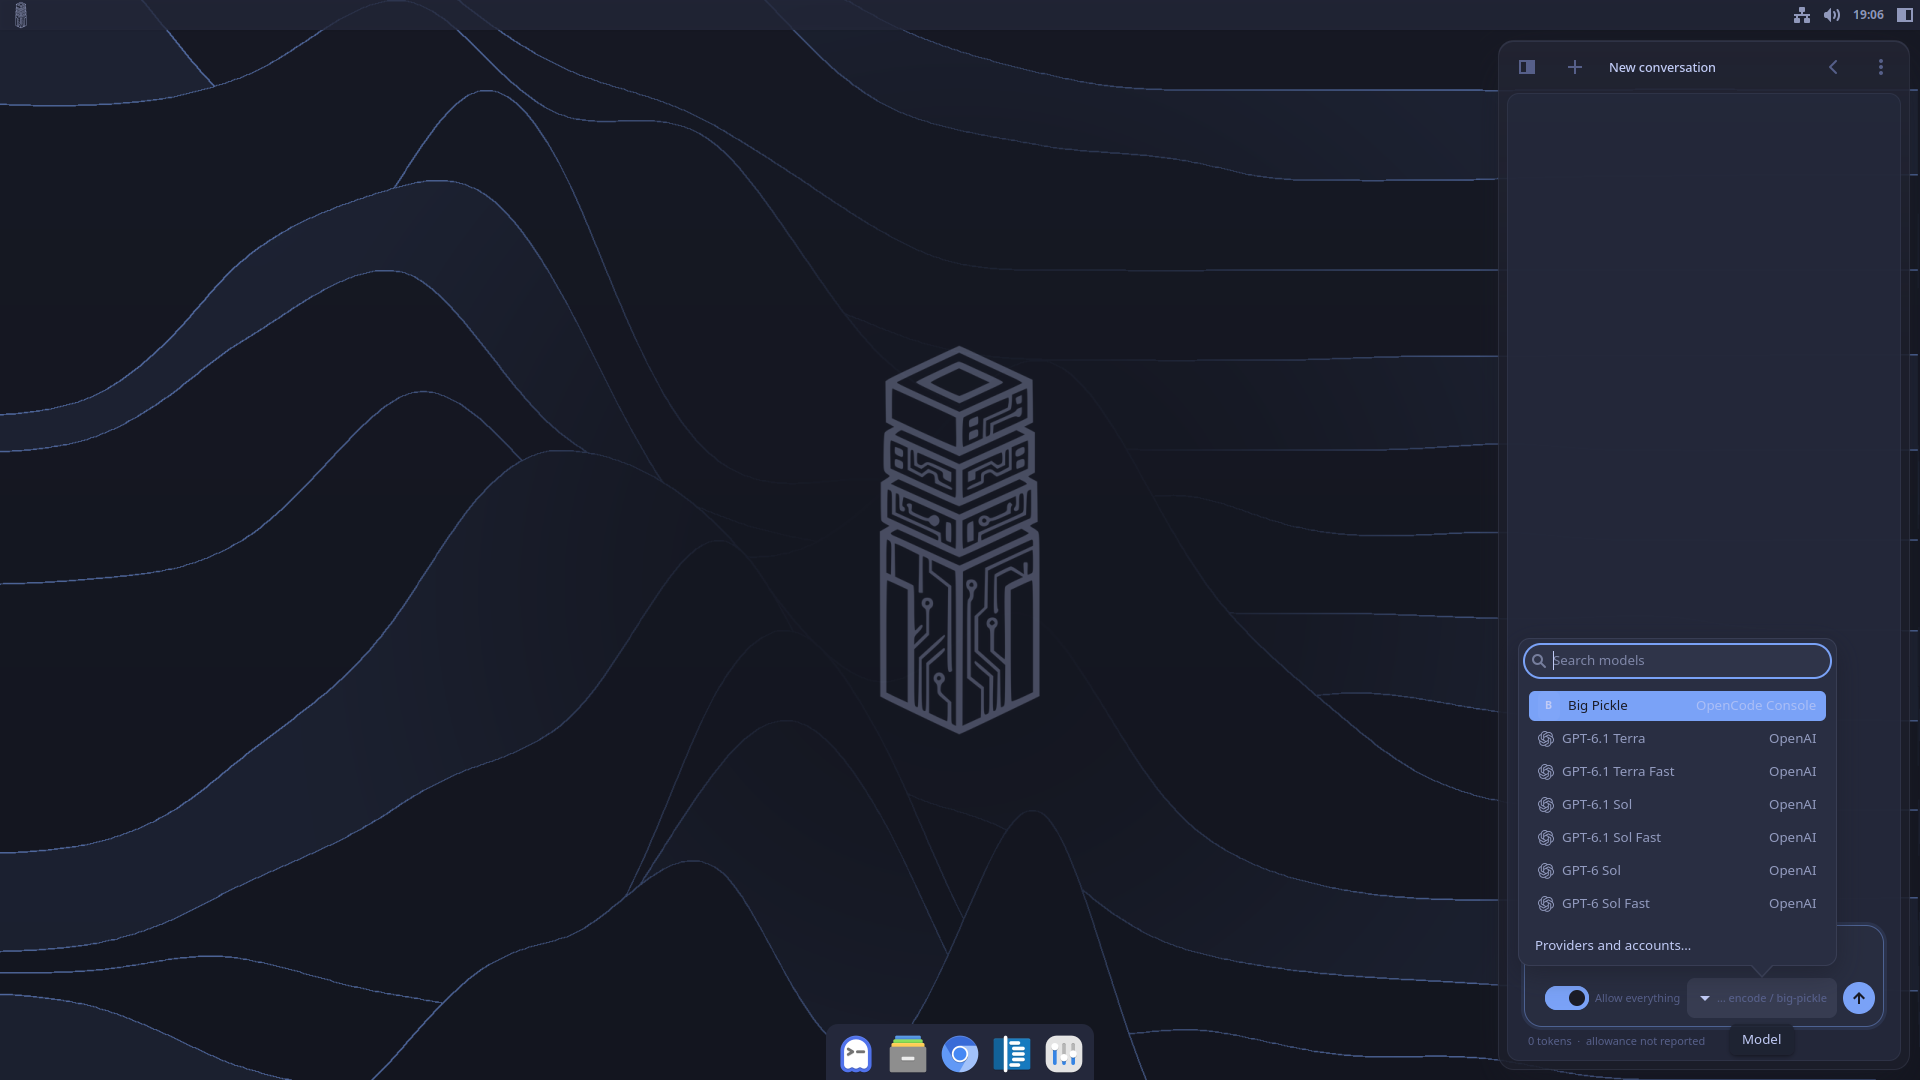 19:06
New conversation
Search models
B Big Pickle OpenCode Console
GPT-6.1 Terra OpenAI
GPT-6.1 Terra Fast OpenAI
GPT-6.1 Sol OpenAI
GPT-6.1 Sol Fast OpenAI
GPT-6 Sol OpenAI
GPT-6 Sol Fast OpenAI
Providers and accounts...
Allow everything ... encode / big-pickle
0 tokens · allowance not reported
Model